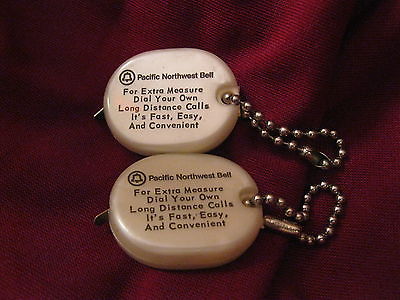 Pacific Northwest Bell
For Extra Measure
Dial Your Own
Long Distance Calls
It's Fast, Easy,
And Convenient
Pacific Northwest Bell
For Extra Measure
Dial Your Own
Long Distance Calls
It's Fast, Easy,
And Convenient